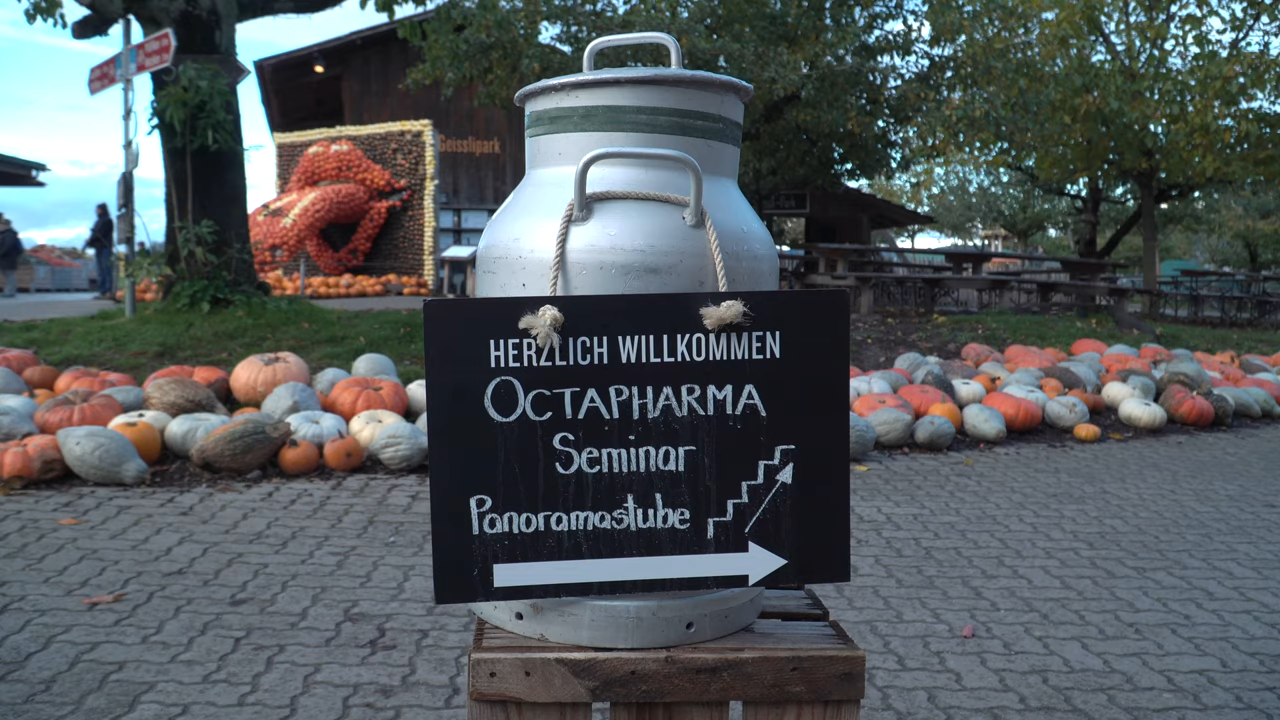 Geisslipark
HERZLICH WILLKOMMEN
OCTAPHARMA
Seminar
Panoramastube